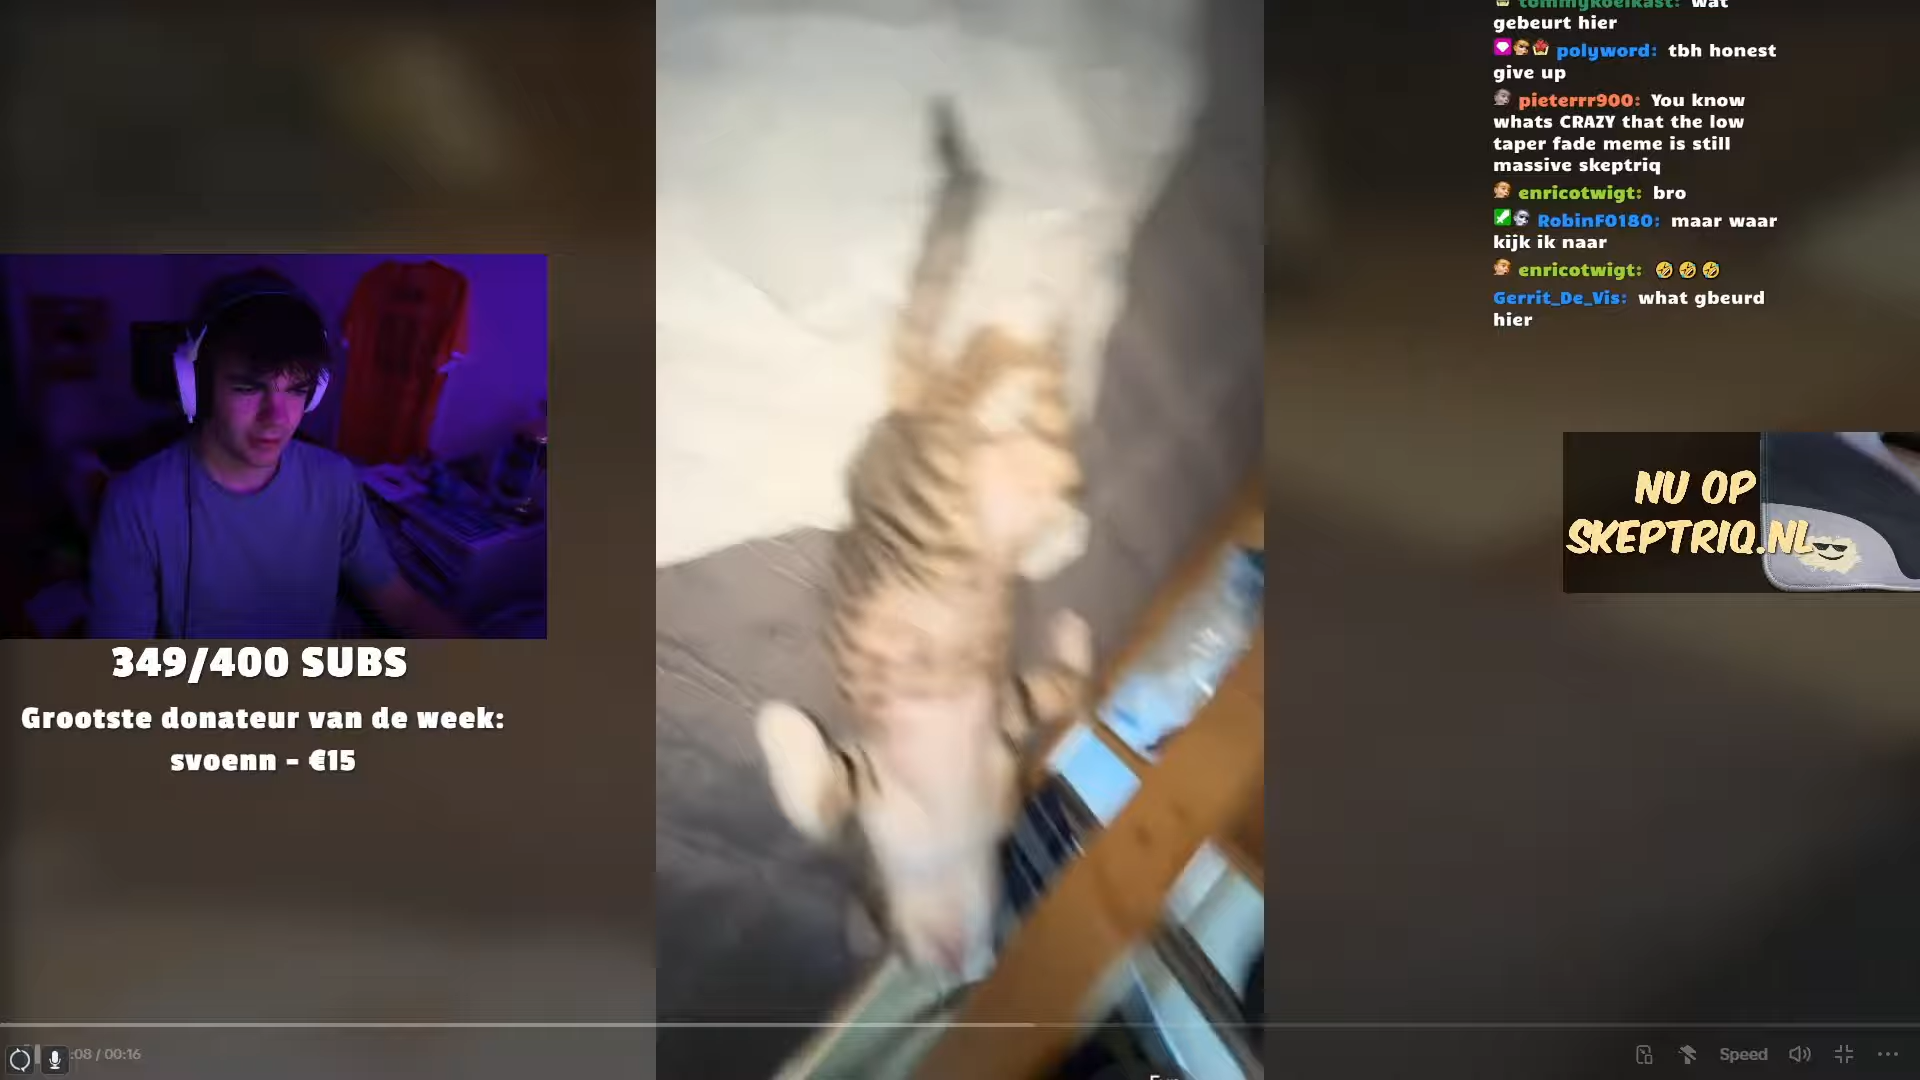 tommykoelkast: wat
gebeurt hier
polyword: tbh honest
give up
pieterrr900: You know
whats CRAZY that the low
taper fade meme is still
massive skeptriq
enricotwigt: bro
RobinF0180: maar waar
kijk ik naar
enricotwigt: 🤣🤣🤣
Gerrit_De_Vis: what gbeurd
hier
NU OP
SKEPTRIQ.NL
349/400 SUBS
Grootste donateur van de week:
svoenn - €15
:08 / 00:16
Speed